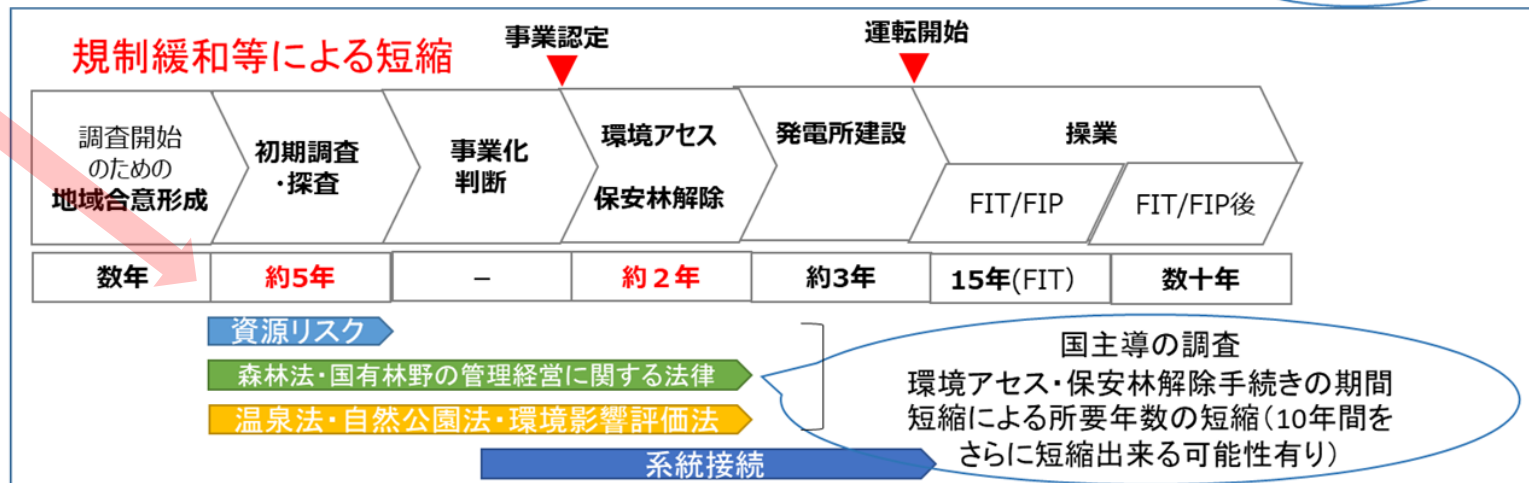 規制緩和等による短縮
事業認定
運転開始
調査開始
のための
地域合意形成
初期調査
・探査
事業化
判断
環境アセス
保安林解除
発電所建設
操業
FIT/FIP
FIT/FIP後
数年
約5年
–
約２年
約3年
15年(FIT)
数十年
資源リスク
森林法・国有林野の管理経営に関する法律
温泉法・自然公園法・環境影響評価法
系統接続
国主導の調査
環境アセス・保安林解除手続きの期間
短縮による所要年数の短縮（10年間を
さらに短縮出来る可能性有り）